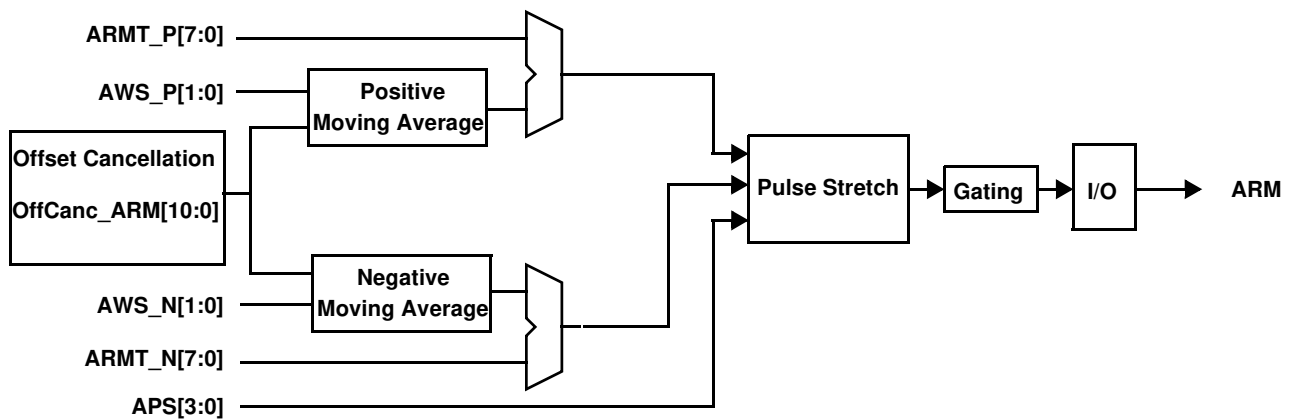 ARMT_P[7:0]
AWS_P[1:0]
Positive
Moving Average
Offset Cancellation
OffCanc_ARM[10:0]
Pulse Stretch
Gating
I/O
ARM
Negative
Moving Average
AWS_N[1:0]
ARMT_N[7:0]
APS[3:0]